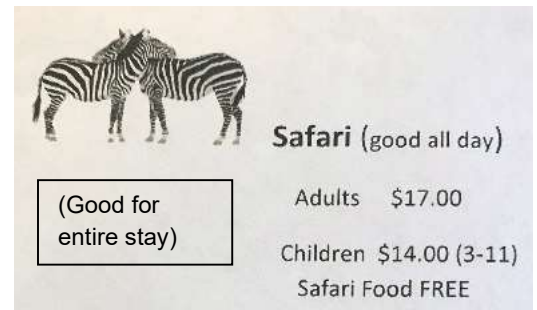 Safari (good all day)
(Good for
entire stay)
Adults $17.00
Children $14.00 (3-11)
Safari Food FREE